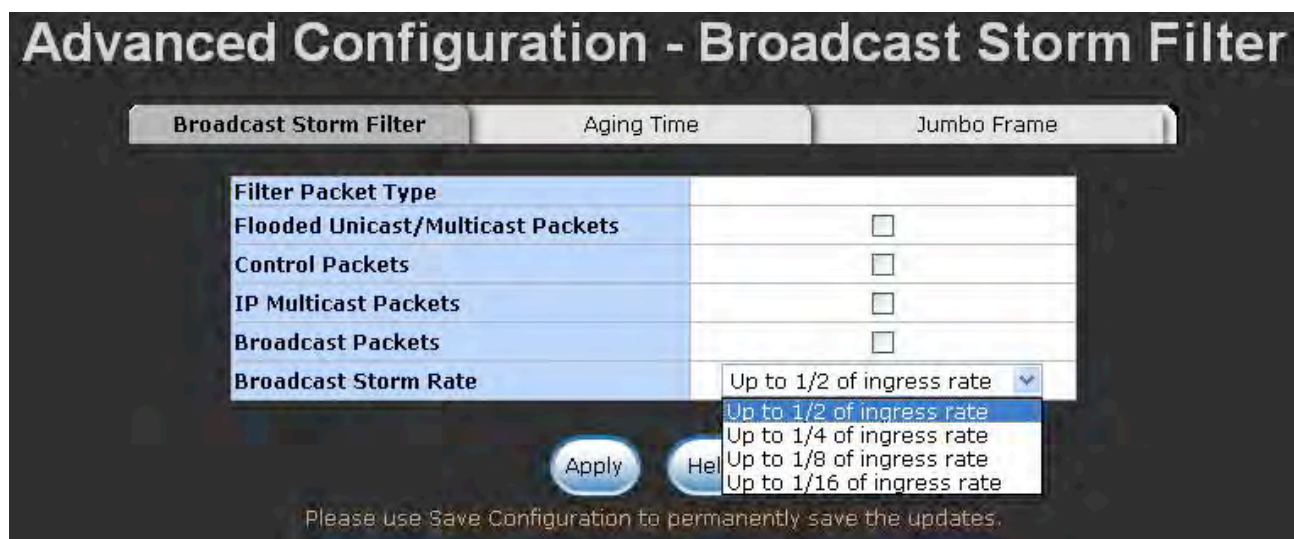 Advanced Configuration - Broadcast Storm Filter
Broadcast Storm Filter Aging Time Jumbo Frame
Filter Packet Type
Flooded Unicast/Multicast Packets
Control Packets
IP Multicast Packets
Broadcast Packets
Broadcast Storm Rate Up to 1/2 of ingress rate
Up to 1/2 of ingress rate
Up to 1/4 of ingress rate
Up to 1/8 of ingress rate
Up to 1/16 of ingress rate
Apply Hel
Please use Save Configuration to permanently save the updates.